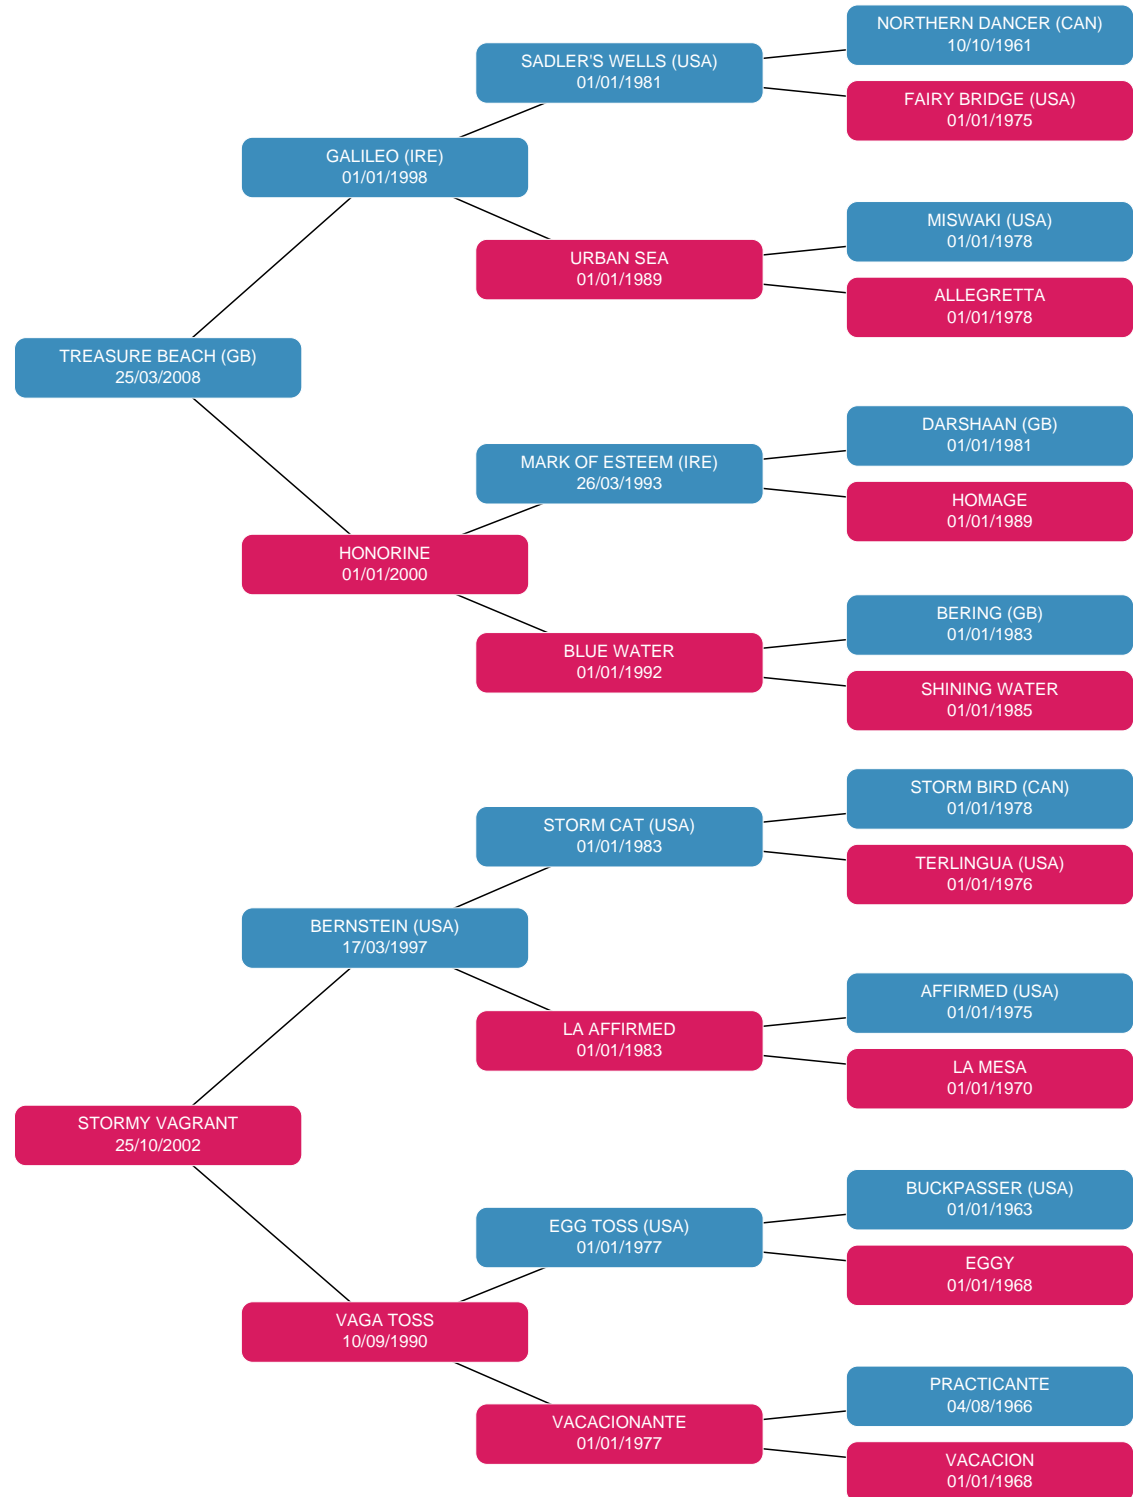 NORTHERN DANCER (CAN)
10/10/1961
SADLER'S WELLS (USA)
01/01/1981
FAIRY BRIDGE (USA)
01/01/1975
GALILEO (IRE)
01/01/1998
MISWAKI (USA)
01/01/1978
URBAN SEA
01/01/1989
ALLEGRETTA
01/01/1978
TREASURE BEACH (GB)
25/03/2008
DARSHAAN (GB)
01/01/1981
MARK OF ESTEEM (IRE)
26/03/1993
HOMAGE
01/01/1989
HONORINE
01/01/2000
BERING (GB)
01/01/1983
BLUE WATER
01/01/1992
SHINING WATER
01/01/1985
STORM BIRD (CAN)
01/01/1978
STORM CAT (USA)
01/01/1983
TERLINGUA (USA)
01/01/1976
BERNSTEIN (USA)
17/03/1997
AFFIRMED (USA)
01/01/1975
LA AFFIRMED
01/01/1983
LA MESA
01/01/1970
STORMY VAGRANT
25/10/2002
BUCKPASSER (USA)
01/01/1963
EGG TOSS (USA)
01/01/1977
EGGY
01/01/1968
VAGA TOSS
10/09/1990
PRACTICANTE
04/08/1966
VACACIONANTE
01/01/1977
VACACION
01/01/1968